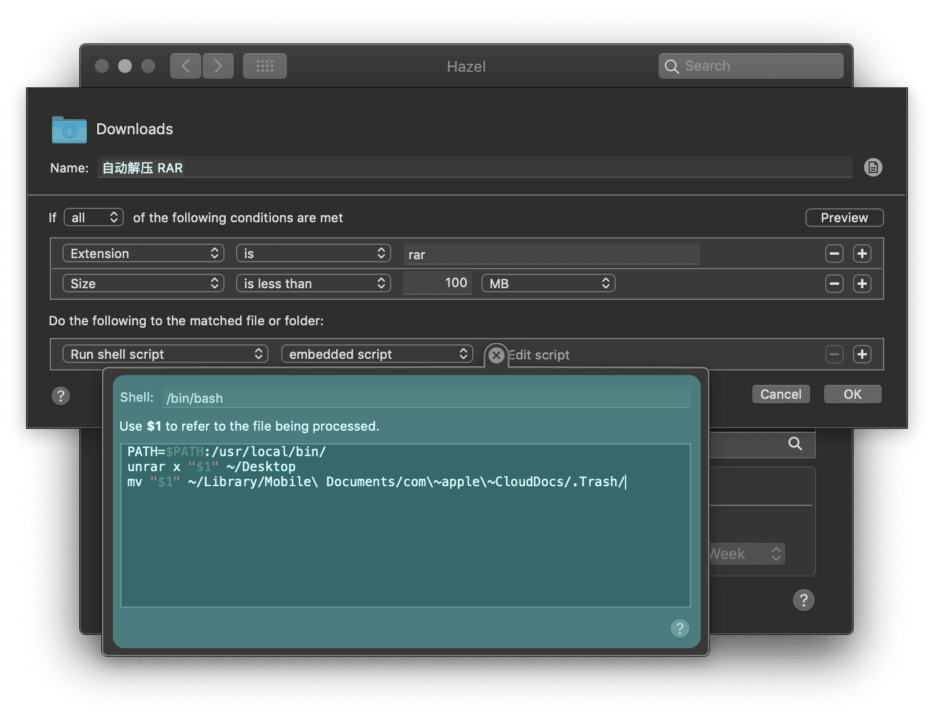 Hazel
Search
Downloads
Name: 自动解压 RAR
If all of the following conditions are met Preview
Extension is rar
Size is less than 100 MB
Do the following to the matched file or folder:
Run shell script embedded script Edit script
? Cancel OK
Shell: /bin/bash
Use $1 to refer to the file being processed.
PATH=$PATH:/usr/local/bin/
unrar x "$1" ~/Desktop
mv "$1" ~/Library/Mobile\ Documents/com\~apple\~CloudDocs/.Trash/
Week
?
?